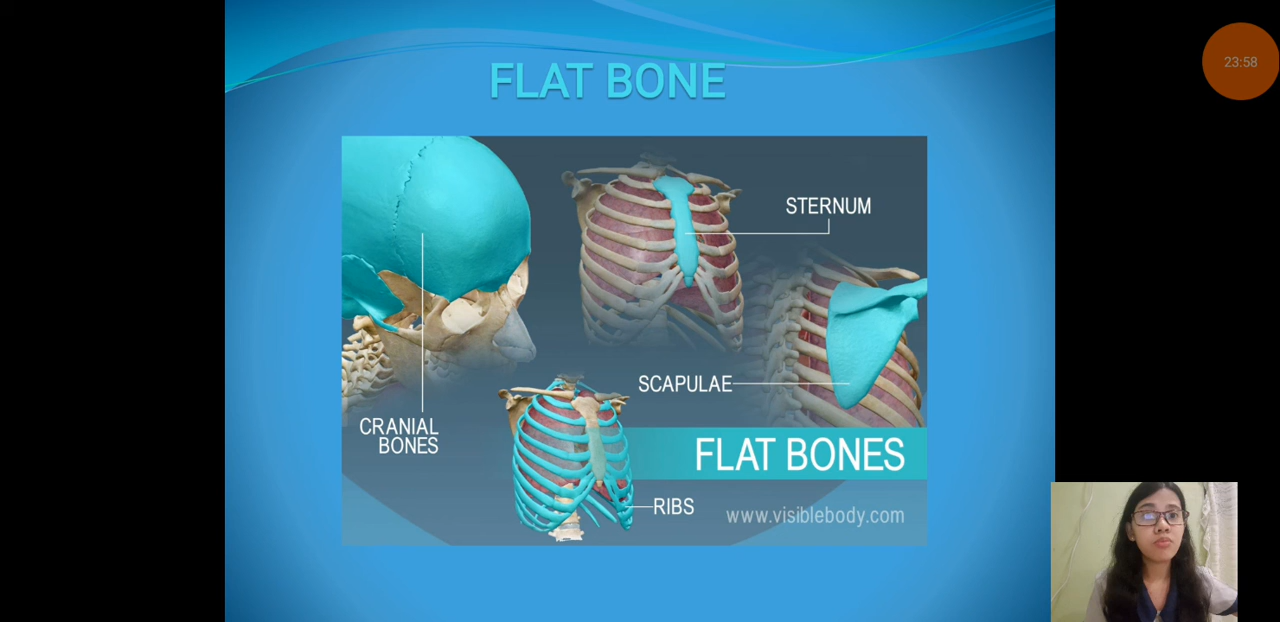 FLAT BONE
23:58
STERNUM
SCAPULAE
CRANIAL
BONES
FLAT BONES
RIBS
www.visiblebody.com